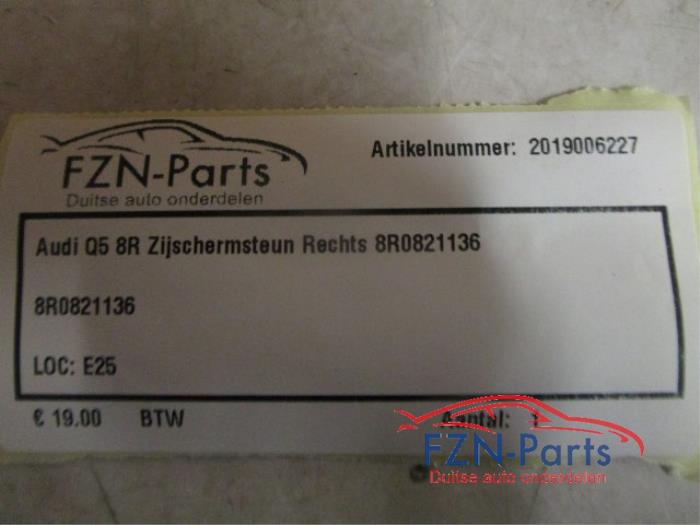 FZN-Parts
Duitse auto onderdelen
Artikelnummer: 2019006227
Audi Q5 8R Zijschermsteun Rechts 8R0821136
8R0821136
LOC: E25
€ 19.00 BTW Aantal: 1
FZN-Parts
Duitse auto onderdelen